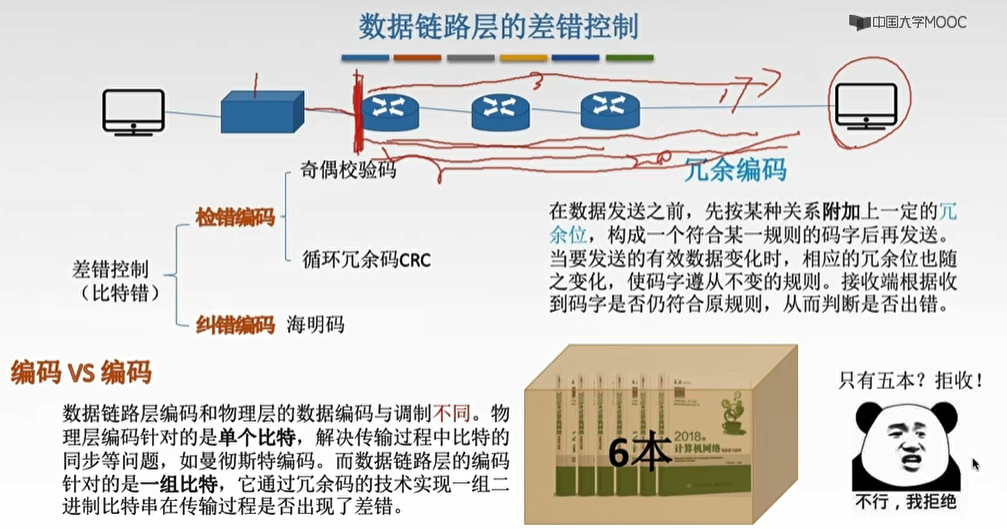 数据链路层的差错控制
中国大学MOOC
1
3
17
20
奇偶校验码
检错编码
循环冗余码CRC
差错控制
（比特错）
纠错编码 海明码
冗余编码
在数据发送之前，先按某种关系附加上一定的冗
余位，构成一个符合某一规则的码字后再发送。
当要发送的有效数据变化时，相应的冗余位也随
之变化，使码字遵从不变的规则。接收端根据收
到码字是否仍符合原规则，从而判断是否出错。
编码 VS 编码
数据链路层编码和物理层的数据编码与调制不同。物
理层编码针对的是单个比特，解决传输过程中比特的
同步等问题，如曼彻斯特编码。而数据链路层的编码
针对的是一组比特，它通过冗余码的技术实现一组二
进制比特串在传输过程是否出现了差错。
6本
2018年
计算机网络
只有五本？拒收！
不行，我拒绝